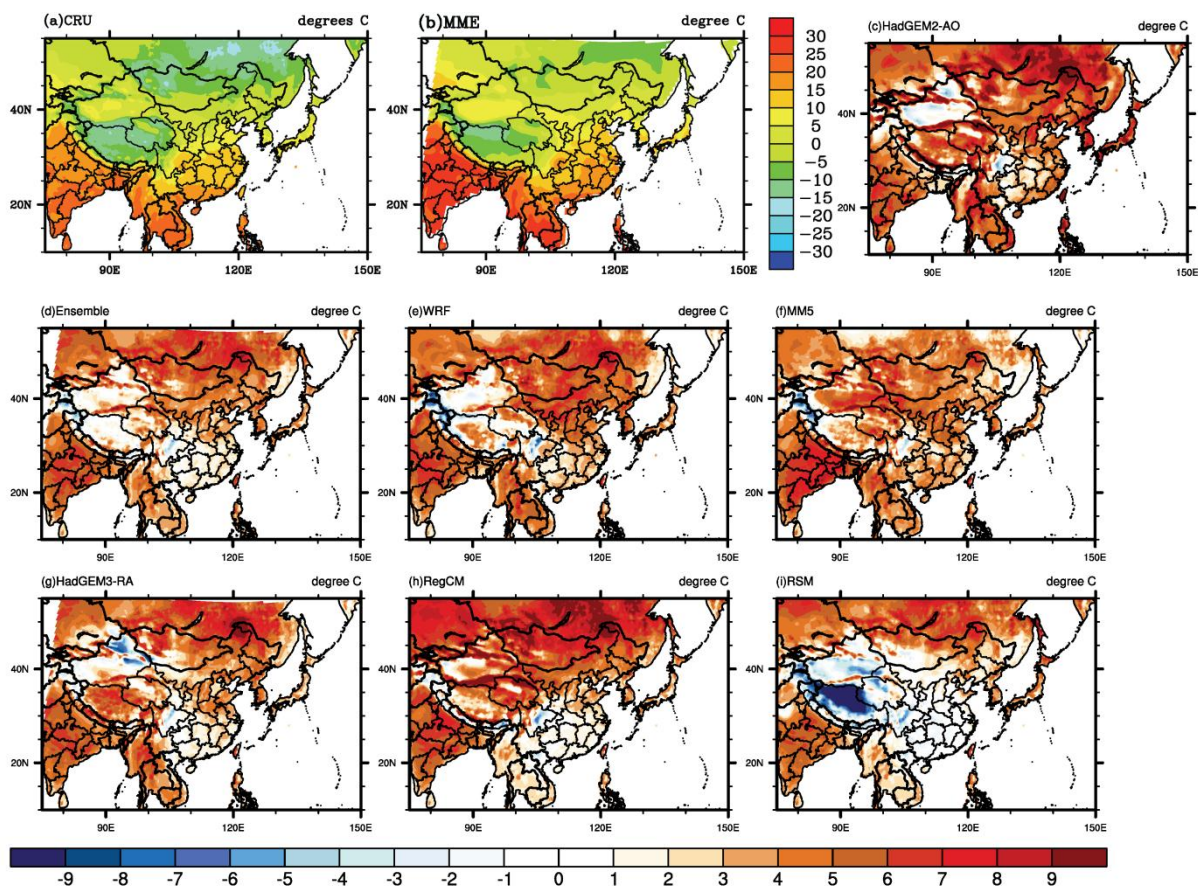 (a)CRU degrees C
(b)MME degree C
(c)HadGEM2-AO degree C
40N
20N
90E 120E 150E
90E 120E 150E
30
25
20
15
10
5
0
−5
−10
−15
−20
−25
−30
40N
20N
90E 120E 150E
(d)Ensemble degree C
(e)WRF degree C
(f)MM5 degree C
40N
20N
90E 120E 150E
40N
20N
90E 120E 150E
40N
20N
90E 120E 150E
(g)HadGEM3-RA degree C
(h)RegCM degree C
(i)RSM degree C
40N
20N
90E 120E 150E
40N
20N
90E 120E 150E
40N
20N
90E 120E 150E
-9 -8 -7 -6 -5 -4 -3 -2 -1 0 1 2 3 4 5 6 7 8 9